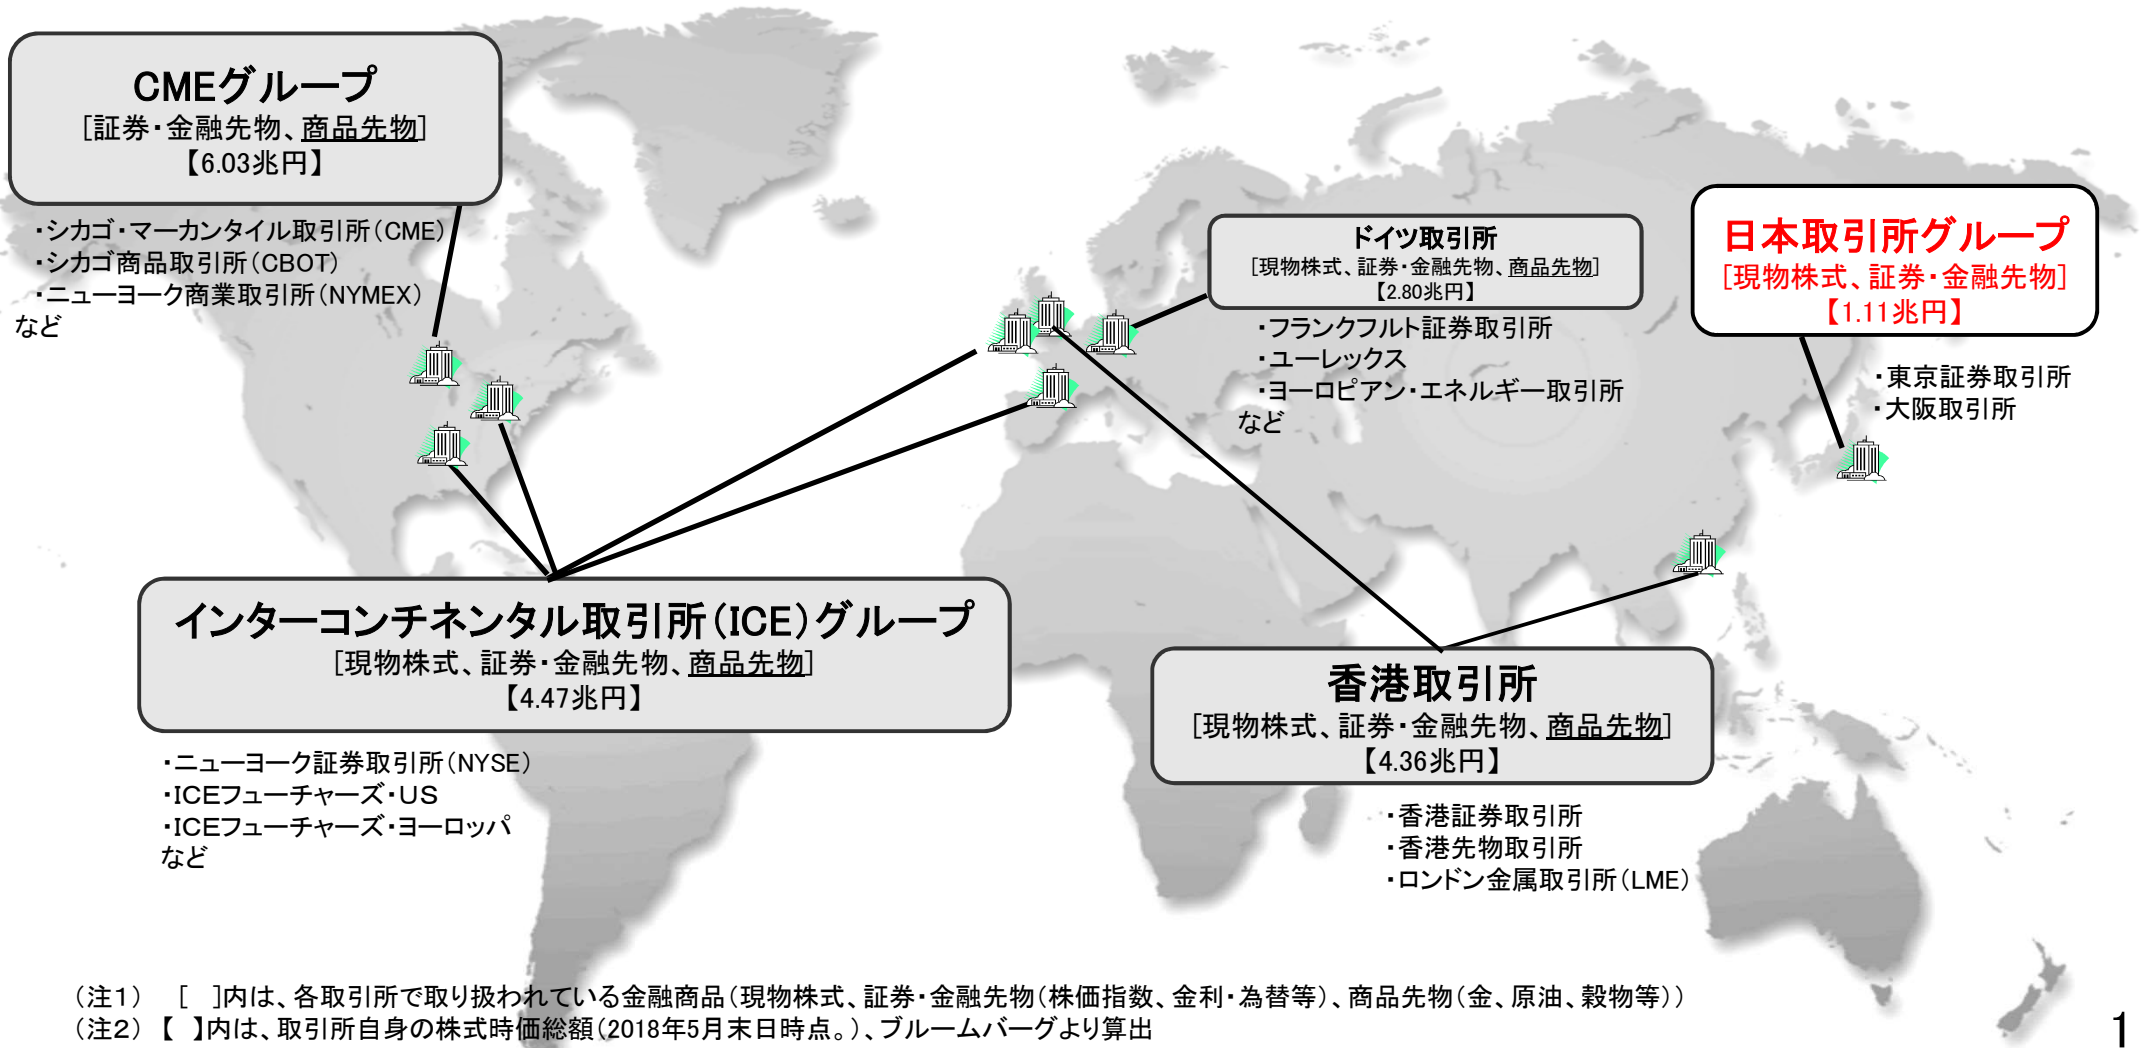 CMEグループ
[証券・金融先物、商品先物]
【6.03兆円】
・シカゴ・マーカンタイル取引所(CME)
・シカゴ商品取引所(CBOT)
・ニューヨーク商業取引所(NYMEX)
など
ドイツ取引所
[現物株式、証券・金融先物、商品先物]
【2.80兆円】
・フランクフルト証券取引所
・ユーレックス
・ヨーロピアン・エネルギー取引所
など
日本取引所グループ
[現物株式、証券・金融先物]
【1.11兆円】
・東京証券取引所
・大阪取引所
インターコンチネンタル取引所(ICE)グループ
[現物株式、証券・金融先物、商品先物]
【4.47兆円】
・ニューヨーク証券取引所(NYSE)
・ICEフューチャーズ・US
・ICEフューチャーズ・ヨーロッパ
など
香港取引所
[現物株式、証券・金融先物、商品先物]
【4.36兆円】
・香港証券取引所
・香港先物取引所
・ロンドン金属取引所(LME)
(注1) [ ]内は、各取引所で取り扱われている金融商品(現物株式、証券・金融先物(株価指数、金利・為替等)、商品先物(金、原油、穀物等))
(注2) 【 】内は、取引所自身の株式時価総額(2018年5月末日時点。)、ブルームバーグより算出
1